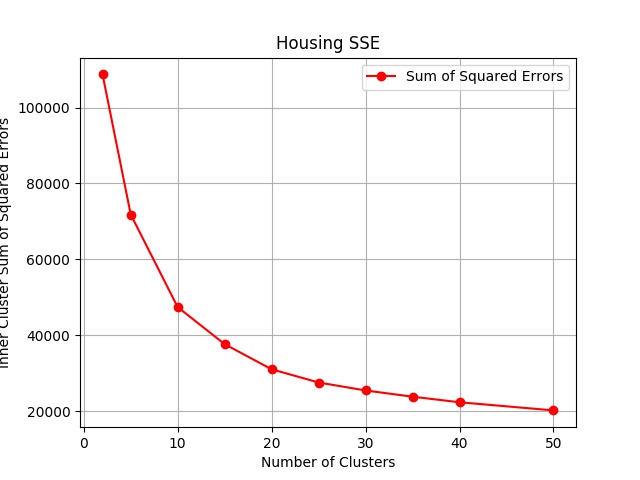 Housing SSE
Sum of Squared Errors
Inner Cluster Sum of Squared Errors
100000
80000
60000
40000
20000
0 10 20 30 40 50
Number of Clusters